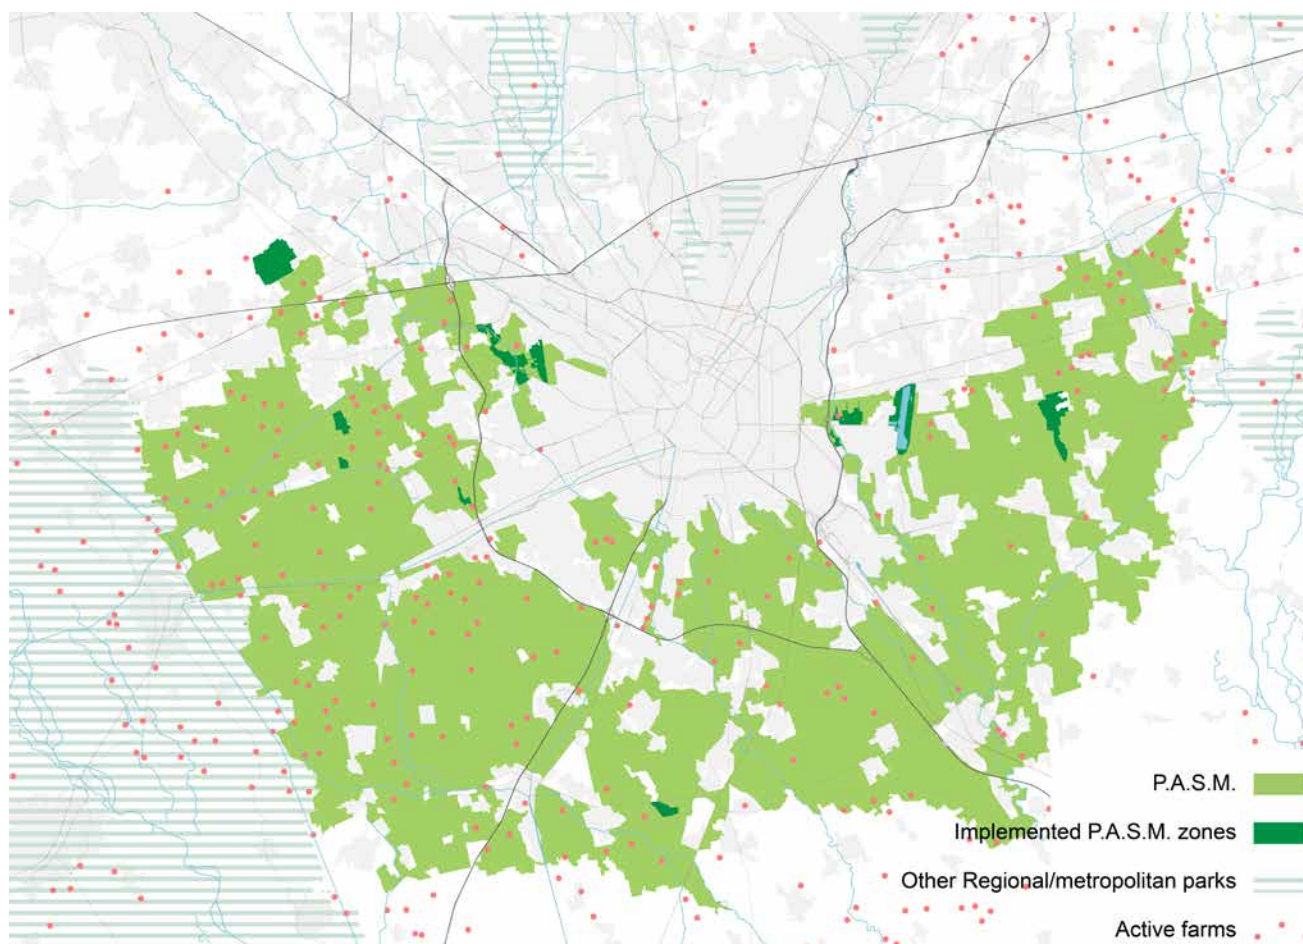 P.A.S.M.
Implemented P.A.S.M. zones
Other Regional/metropolitan parks
Active farms